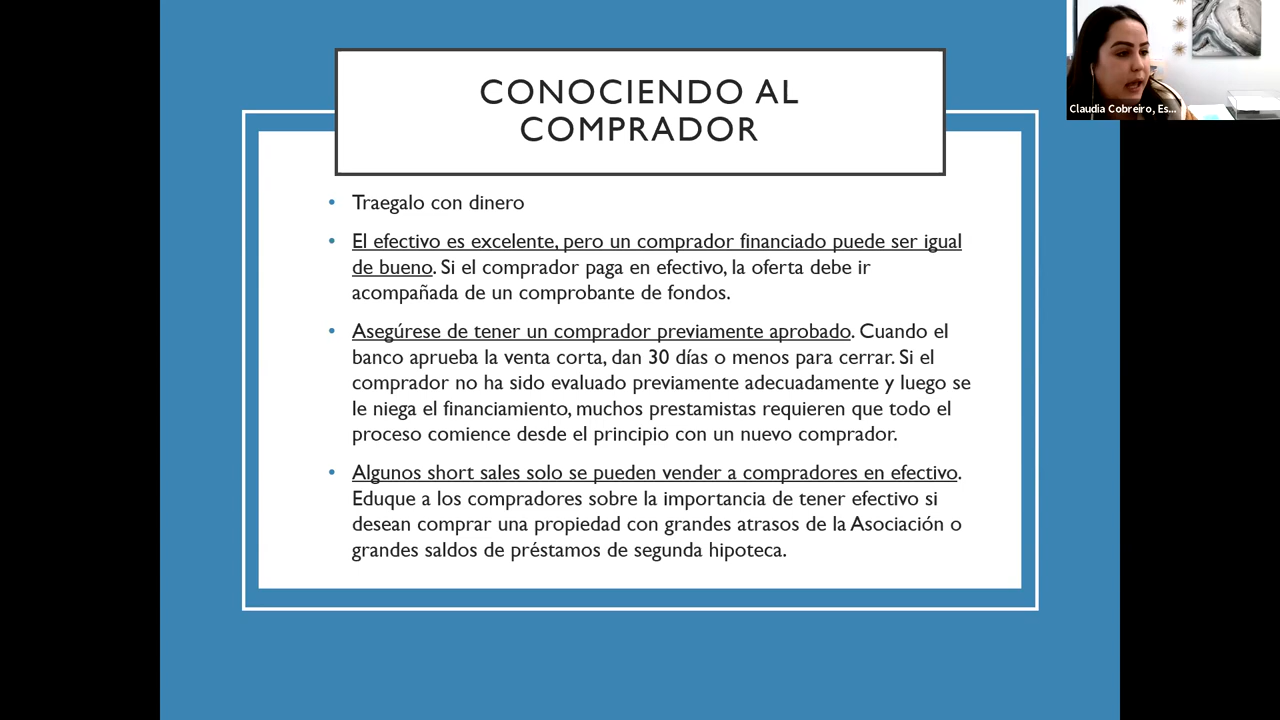 CONOCIENDO AL
COMPRADOR
Claudia Cobreiro, Es...
• Traegalo con dinero
• El efectivo es excelente, pero un comprador financiado puede ser igual
de bueno. Si el comprador paga en efectivo, la oferta debe ir
acompañada de un comprobante de fondos.
• Asegúrese de tener un comprador previamente aprobado. Cuando el
banco aprueba la venta corta, dan 30 días o menos para cerrar. Si el
comprador no ha sido evaluado previamente adecuadamente y luego se
le niega el financiamiento, muchos prestamistas requieren que todo el
proceso comience desde el principio con un nuevo comprador.
• Algunos short sales solo se pueden vender a compradores en efectivo.
Eduque a los compradores sobre la importancia de tener efectivo si
desean comprar una propiedad con grandes atrasos de la Asociación o
grandes saldos de préstamos de segunda hipoteca.